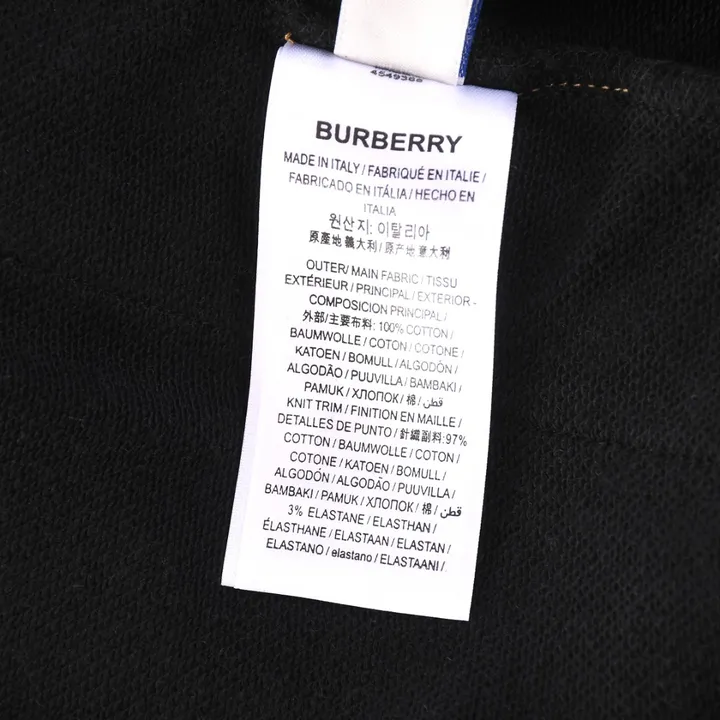 BURBERRY
MADE IN ITALY / FABRIQUÉ EN ITALIE /
FABRICADO EN ITÁLIA / HECHO EN
ITALIA
원산지: 이탈리아
原產地 義大利 / 原产地 意大利
OUTER/ MAIN FABRIC / TISSU
EXTÉRIEUR / PRINCIPAL / EXTERIOR -
COMPOSICION PRINCIPAL /
外部/主要布料: 100% COTTON /
BAUMWOLLE / COTON / COTONE /
KATOEN / BOMULL / ALGODÓN /
ALGODÃO / PUUVILLA / BAMBAKI /
PAMUK / ХЛОПОК / 棉 / قطن /
KNIT TRIM / FINITION EN MAILLE /
DETALLES DE PUNTO / 針織副料: 97%
COTTON / BAUMWOLLE / COTON /
COTONE / KATOEN / BOMULL /
ALGODÓN / ALGODÃO / PUUVILLA /
BAMBAKI / PAMUK / ХЛОПОК / 棉 / قطن /
3% ELASTANE / ELASTHAN /
ÉLASTHANE / ELASTAAN / ELASTAN /
ELASTANO / elastano / ELASTAANI /